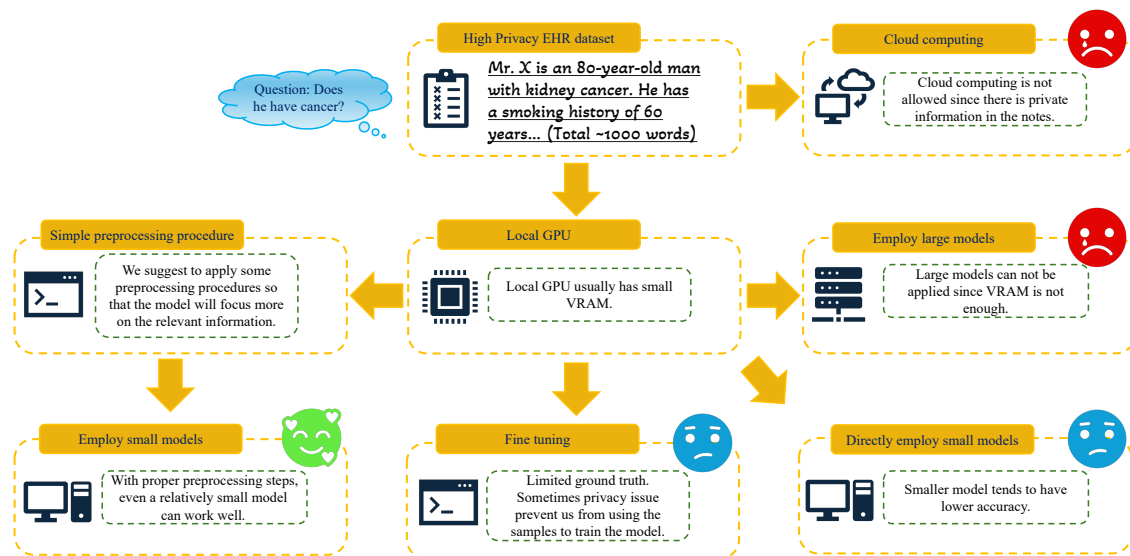 High Privacy EHR dataset
Cloud computing
Question: Does
he have cancer?
Mr. X is an 80-year-old man
with kidney cancer. He has
a smoking history of 60
years... (Total ~1000 words)
Cloud computing is not
allowed since there is private
information in the notes.
Simple preprocessing procedure
Local GPU
Employ large models
We suggest to apply some
preprocessing procedures so
that the model will focus more
on the relevant information.
Local GPU usually has small
VRAM.
Large models can not be
applied since VRAM is not
enough.
Employ small models
Fine tuning
Directly employ small models
With proper preprocessing steps,
even a relatively small model
can work well.
Limited ground truth.
Sometimes privacy issue
prevent us from using the
samples to train the model.
Smaller model tends to have
lower accuracy.